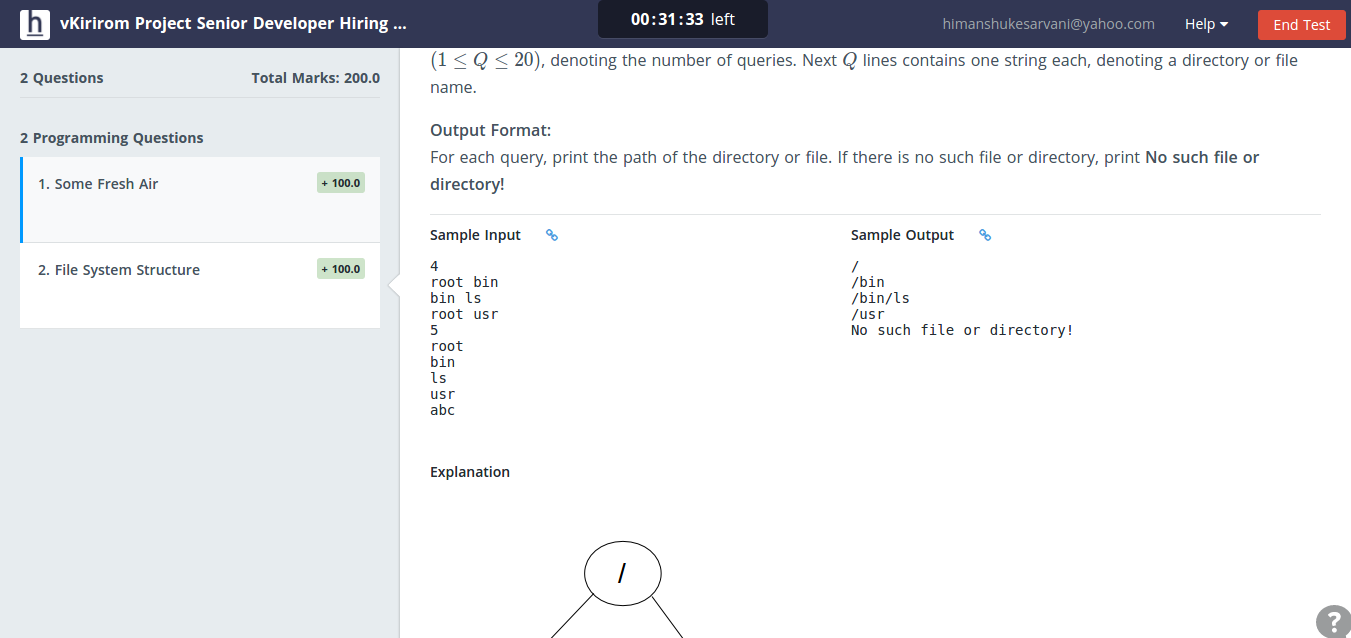 h vKirirom Project Senior Developer Hiring ...
00:31:33 left
himanshukesarvani@yahoo.com
Help
End Test
2 Questions Total Marks: 200.0
2 Programming Questions
1. Some Fresh Air + 100.0
2. File System Structure + 100.0
(1 ≤ Q ≤ 20), denoting the number of queries. Next Q lines contains one string each, denoting a directory or file
name.
Output Format:
For each query, print the path of the directory or file. If there is no such file or directory, print No such file or
directory!
Sample Input
4
root bin
bin ls
root usr
5
root
bin
ls
usr
abc
Sample Output
/
/bin
/bin/ls
/usr
No such file or directory!
Explanation
/
?